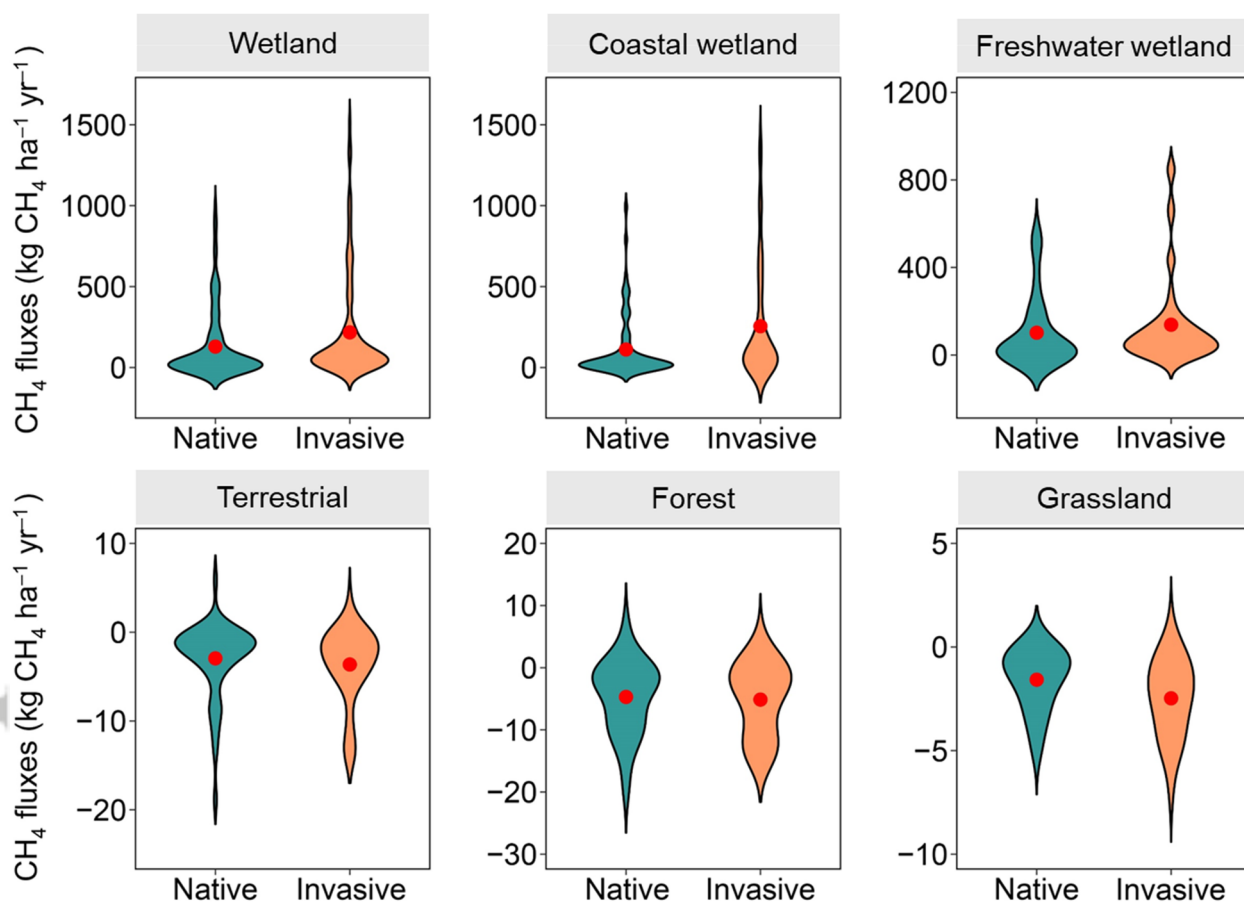 Wetland
Coastal wetland
Freshwater wetland
CH₄ fluxes (kg CH₄ ha⁻¹ yr⁻¹)
1500
1000
500
0
Native Invasive
1500
1000
500
0
Native Invasive
1200
800
400
0
Native Invasive
Terrestrial
Forest
Grassland
CH₄ fluxes (kg CH₄ ha⁻¹ yr⁻¹)
10
0
−10
−20
Native Invasive
20
10
0
−10
−20
−30
Native Invasive
5
0
−5
−10
Native Invasive